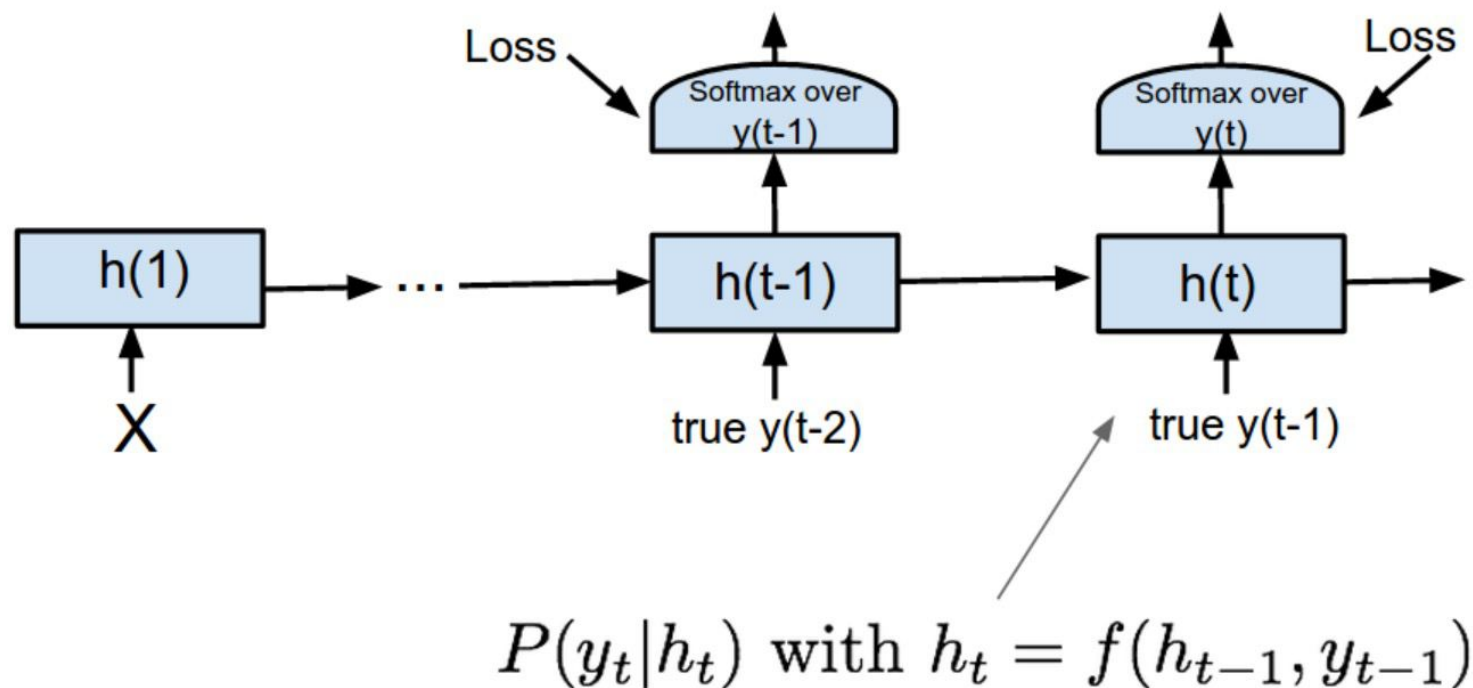 Loss
Softmax over
y(t-1)
Softmax over
y(t)
Loss
h(1)
...
h(t-1)
h(t)
X
true y(t-2)
true y(t-1)
P(y_t|h_t) with h_t = f(h_{t-1}, y_{t-1})